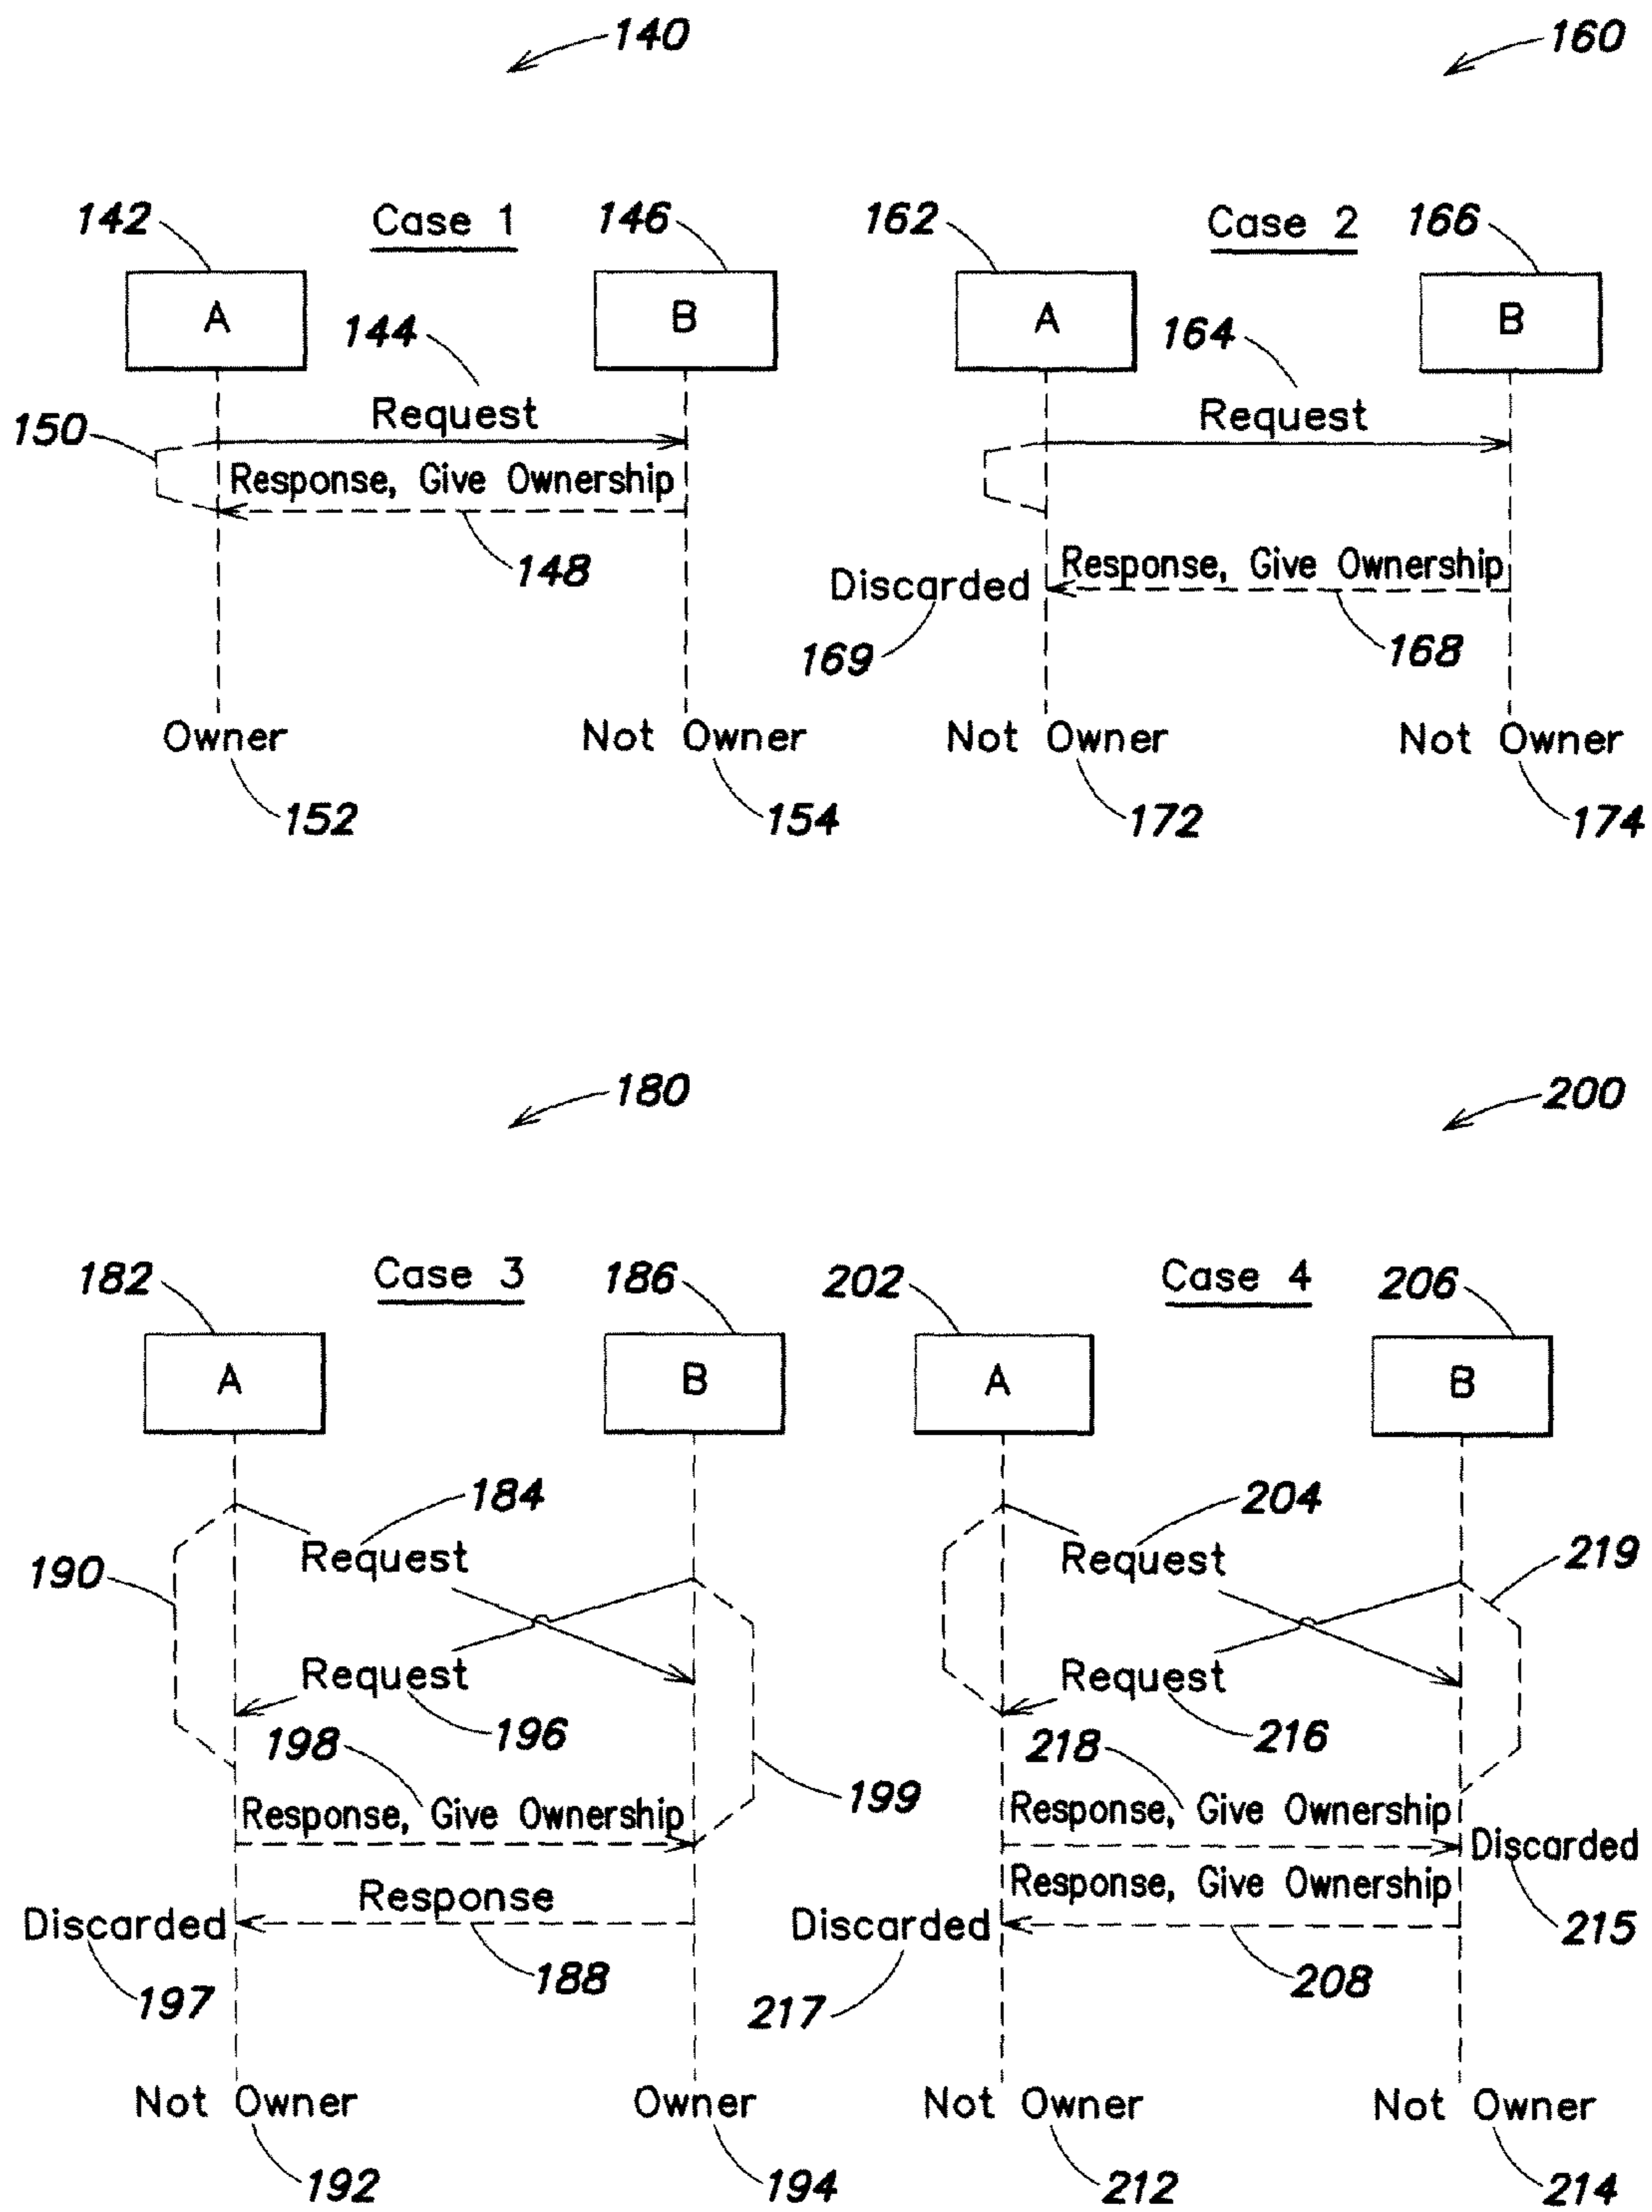 140
160
142 Case 1 146 162 Case 2 166
A B A B
144 164
Request Request
150
Response, Give Ownership
148
Response, Give Ownership
Discarded
169 168
Owner Not Owner Not Owner Not Owner
152 154 172 174
180
200
182 Case 3 186 202 Case 4 206
A B A B
184 204
Request Request
190 219
Request Request
196 216
198 218
199
Response, Give Ownership Response, Give Ownership
Discarded
Response Response, Give Ownership
Discarded Discarded
215
197 188 217 208
Not Owner Owner Not Owner Not Owner
192 194 212 214